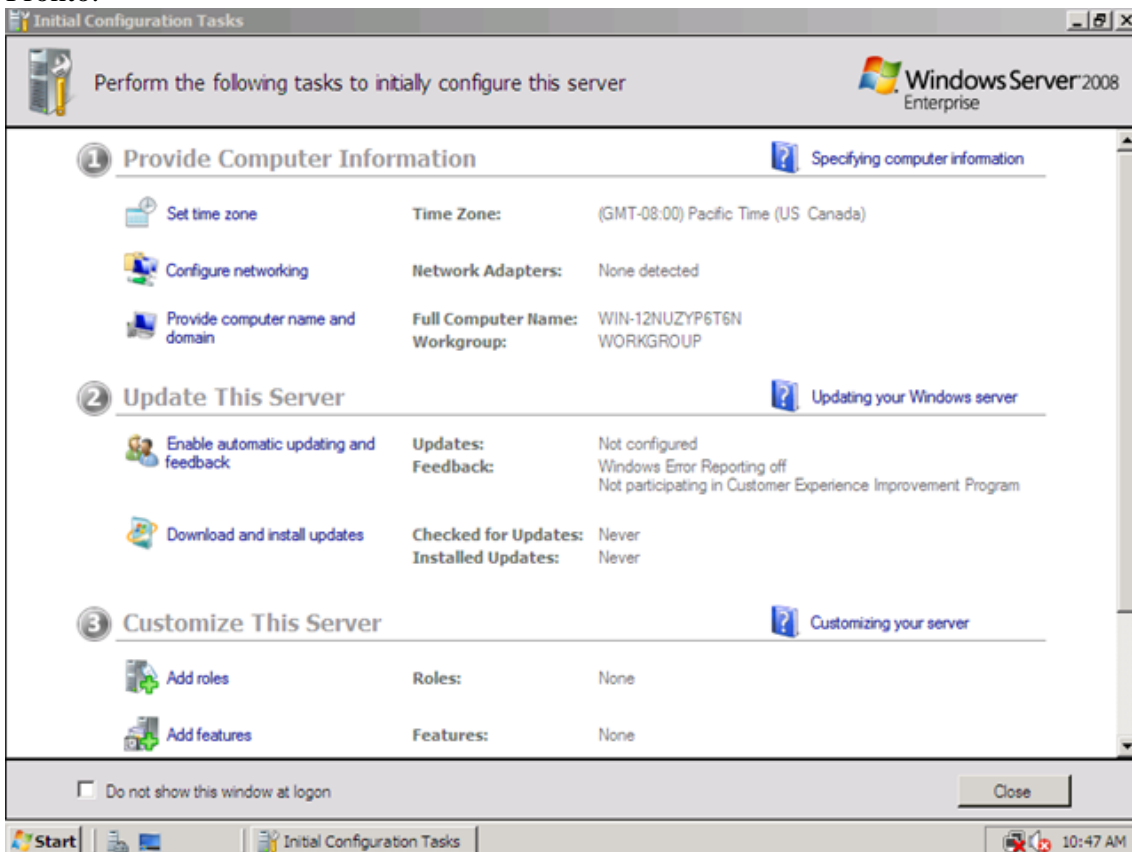 Initial Configuration Tasks
Perform the following tasks to initially configure this server
Windows Server 2008
Enterprise
1 Provide Computer Information
Specifying computer information
Set time zone Time Zone: (GMT-08:00) Pacific Time (US Canada)
Configure networking Network Adapters: None detected
Provide computer name and Full Computer Name: WIN-12NUZYP6T6N
domain Workgroup: WORKGROUP
2 Update This Server
Updating your Windows server
Enable automatic updating and Updates: Not configured
feedback Feedback: Windows Error Reporting off
Not participating in Customer Experience Improvement Program
Download and install updates Checked for Updates: Never
Installed Updates: Never
3 Customize This Server
Customizing your server
Add roles Roles: None
Add features Features: None
Do not show this window at logon
Close
Start Initial Configuration Tasks 10:47 AM